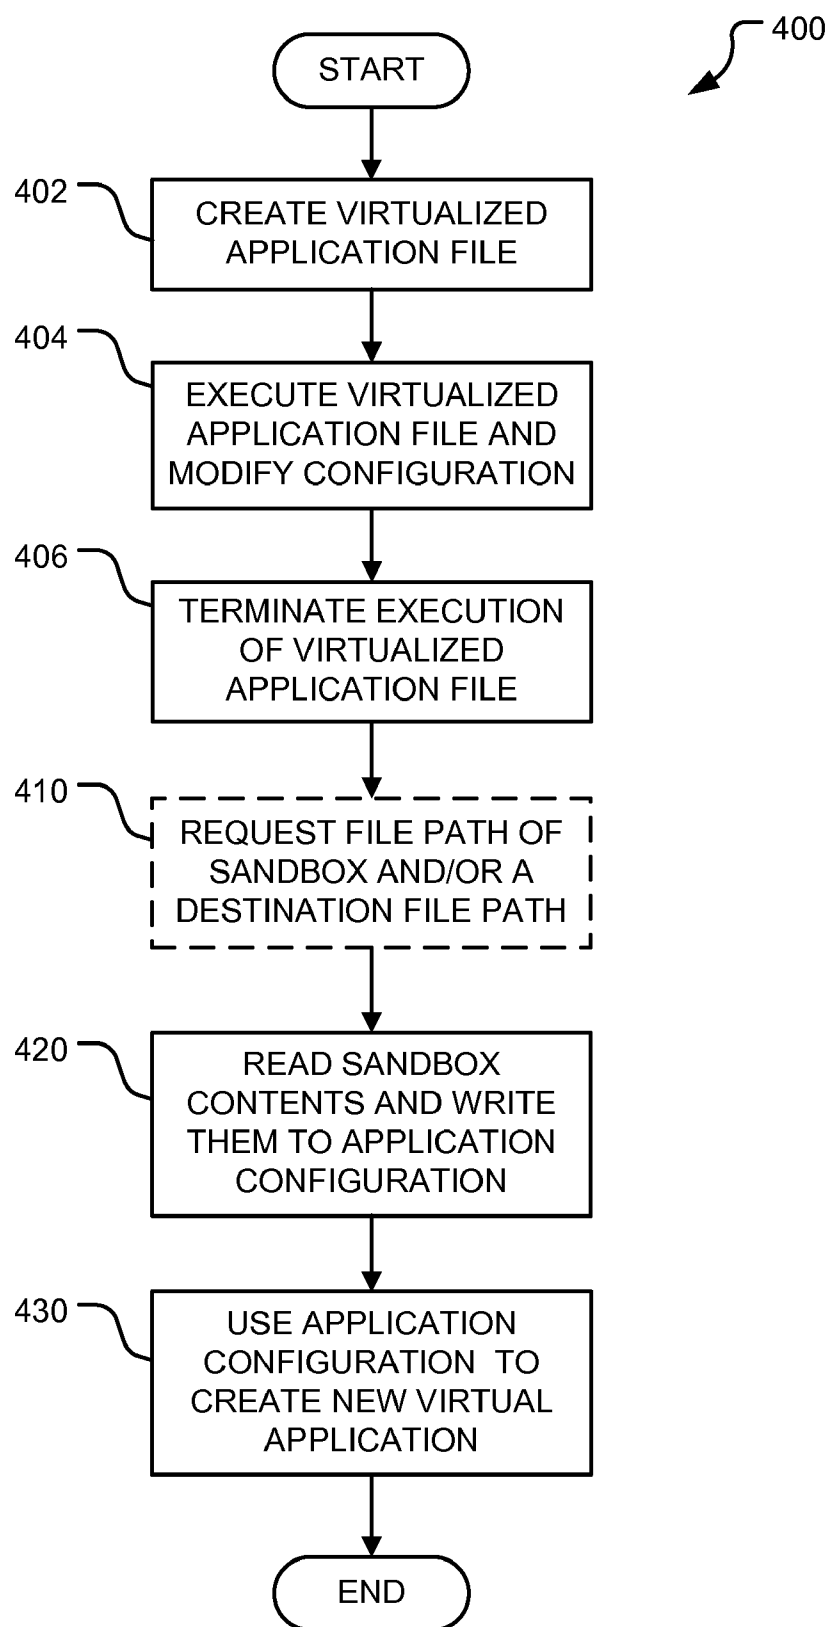 400
START
402
CREATE VIRTUALIZED
APPLICATION FILE
404
EXECUTE VIRTUALIZED
APPLICATION FILE AND
MODIFY CONFIGURATION
406
TERMINATE EXECUTION
OF VIRTUALIZED
APPLICATION FILE
410
REQUEST FILE PATH OF
SANDBOX AND/OR A
DESTINATION FILE PATH
420
READ SANDBOX
CONTENTS AND WRITE
THEM TO APPLICATION
CONFIGURATION
430
USE APPLICATION
CONFIGURATION TO
CREATE NEW VIRTUAL
APPLICATION
END